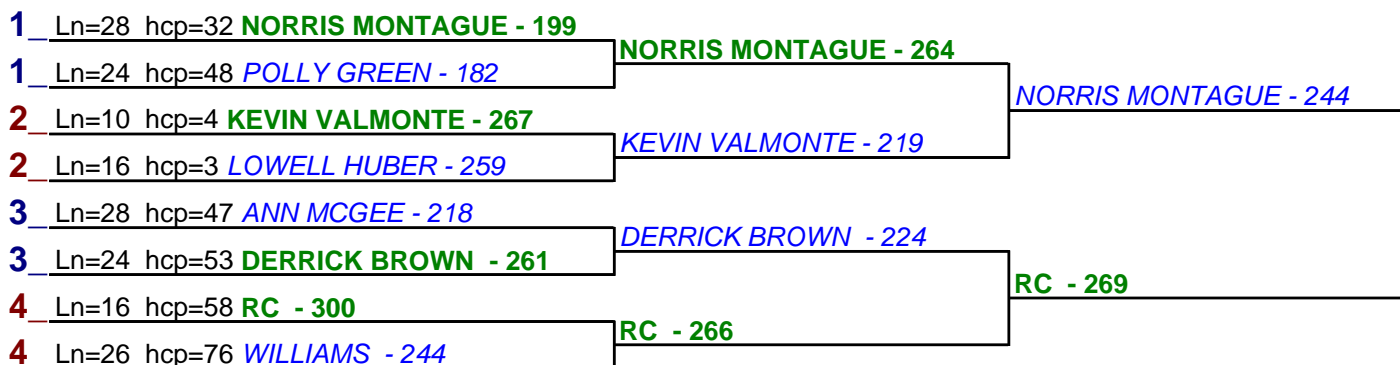 1_ Ln=28 hcp=32 NORRIS MONTAGUE - 199
NORRIS MONTAGUE - 264
1_ Ln=24 hcp=48 POLLY GREEN - 182
NORRIS MONTAGUE - 244
2_ Ln=10 hcp=4 KEVIN VALMONTE - 267
KEVIN VALMONTE - 219
2_ Ln=16 hcp=3 LOWELL HUBER - 259
3_ Ln=28 hcp=47 ANN MCGEE - 218
DERRICK BROWN - 224
3_ Ln=24 hcp=53 DERRICK BROWN - 261
RC - 269
4_ Ln=16 hcp=58 RC - 300
RC - 266
4 Ln=26 hcp=76 WILLIAMS - 244